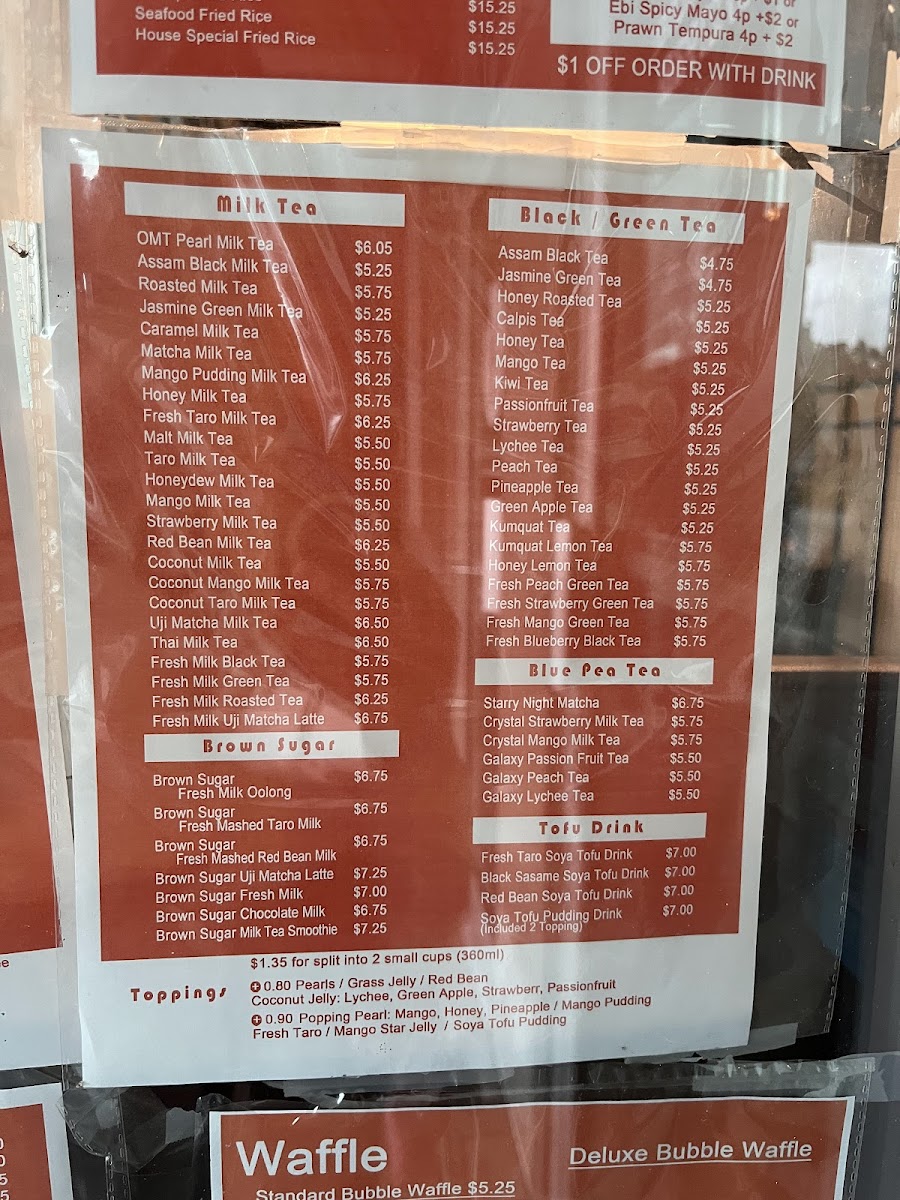 Seafood Fried Rice $15.25
House Special Fried Rice $15.25
$15.25
Ebi Spicy Mayo 4p +$2 or
Prawn Tempura 4p + $2
$1 OFF ORDER WITH DRINK
Milk Tea
OMT Pearl Milk Tea $6.05
Assam Black Milk Tea $5.25
Roasted Milk Tea $5.75
Jasmine Green Milk Tea $5.25
Caramel Milk Tea $5.75
Matcha Milk Tea $5.75
Mango Pudding Milk Tea $6.25
Honey Milk Tea $5.75
Fresh Taro Milk Tea $6.25
Malt Milk Tea $5.50
Taro Milk Tea $5.50
Honeydew Milk Tea $5.50
Mango Milk Tea $5.50
Strawberry Milk Tea $5.50
Red Bean Milk Tea $6.25
Coconut Milk Tea $5.50
Coconut Mango Milk Tea $5.75
Coconut Taro Milk Tea $5.75
Uji Matcha Milk Tea $6.50
Thai Milk Tea $6.50
Fresh Milk Black Tea $5.75
Fresh Milk Green Tea $5.75
Fresh Milk Roasted Tea $6.25
Fresh Milk Uji Matcha Latte $6.75
Brown Sugar
Brown Sugar $6.75
Fresh Milk Oolong
Brown Sugar $6.75
Fresh Mashed Taro Milk
Brown Sugar $6.75
Fresh Mashed Red Bean Milk
Brown Sugar Uji Matcha Latte $7.25
Brown Sugar Fresh Milk $7.00
Brown Sugar Chocolate Milk $6.75
Brown Sugar Milk Tea Smoothie $7.25
Black / Green Tea
Assam Black Tea $4.75
Jasmine Green Tea $4.75
Honey Roasted Tea $5.25
Calpis Tea $5.25
Honey Tea $5.25
Mango Tea $5.25
Kiwi Tea $5.25
Passionfruit Tea $5.25
Strawberry Tea $5.25
Lychee Tea $5.25
Peach Tea $5.25
Pineapple Tea $5.25
Green Apple Tea $5.25
Kumquat Tea $5.25
Kumquat Lemon Tea $5.75
Honey Lemon Tea $5.75
Fresh Peach Green Tea $5.75
Fresh Strawberry Green Tea $5.75
Fresh Mango Green Tea $5.75
Fresh Blueberry Black Tea $5.75
Blue Pea Tea
Starry Night Matcha $6.75
Crystal Strawberry Milk Tea $5.75
Crystal Mango Milk Tea $5.75
Galaxy Passion Fruit Tea $5.50
Galaxy Peach Tea $5.50
Galaxy Lychee Tea $5.50
Tofu Drink
Fresh Taro Soya Tofu Drink $7.00
Black Sasame Soya Tofu Drink $7.00
Red Bean Soya Tofu Drink $7.00
Soya Tofu Pudding Drink $7.00
(Included 2 Topping)
$1.35 for split into 2 small cups (360ml)
Toppings
+ 0.80 Pearls / Grass Jelly / Red Bean
Coconut Jelly: Lychee, Green Apple, Strawberr, Passionfruit
+ 0.90 Popping Pearl: Mango, Honey, Pineapple / Mango Pudding
Fresh Taro / Mango Star Jelly / Soya Tofu Pudding
Waffle
Standard Bubble Waffle $5.25
Deluxe Bubble Waffle